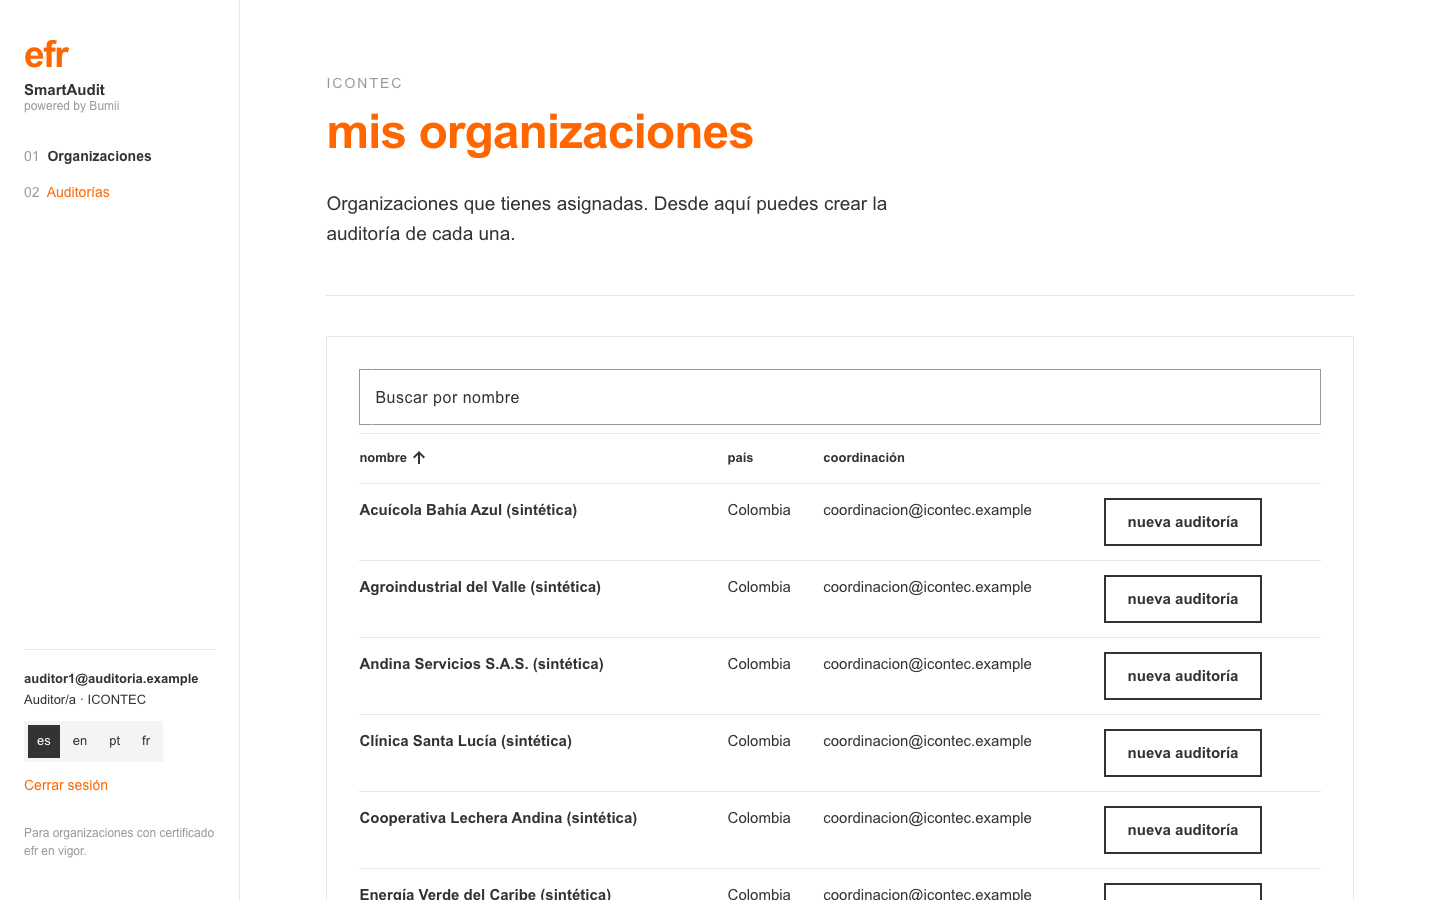 efr
SmartAudit
powered by Bumii
01 Organizaciones
02 Auditorías
auditor1@auditoria.example
Auditor/a · ICONTEC
es en pt fr
Cerrar sesión
Para organizaciones con certificado
efr en vigor.
ICONTEC
mis organizaciones
Organizaciones que tienes asignadas. Desde aquí puedes crear la
auditoría de cada una.
Buscar por nombre
nombre ↑ país coordinación
Acuícola Bahía Azul (sintética) Colombia coordinacion@icontec.example nueva auditoría
Agroindustrial del Valle (sintética) Colombia coordinacion@icontec.example nueva auditoría
Andina Servicios S.A.S. (sintética) Colombia coordinacion@icontec.example nueva auditoría
Clínica Santa Lucía (sintética) Colombia coordinacion@icontec.example nueva auditoría
Cooperativa Lechera Andina (sintética) Colombia coordinacion@icontec.example nueva auditoría
Energía Verde del Caribe (sintética) Colombia coordinacion@icontec.example